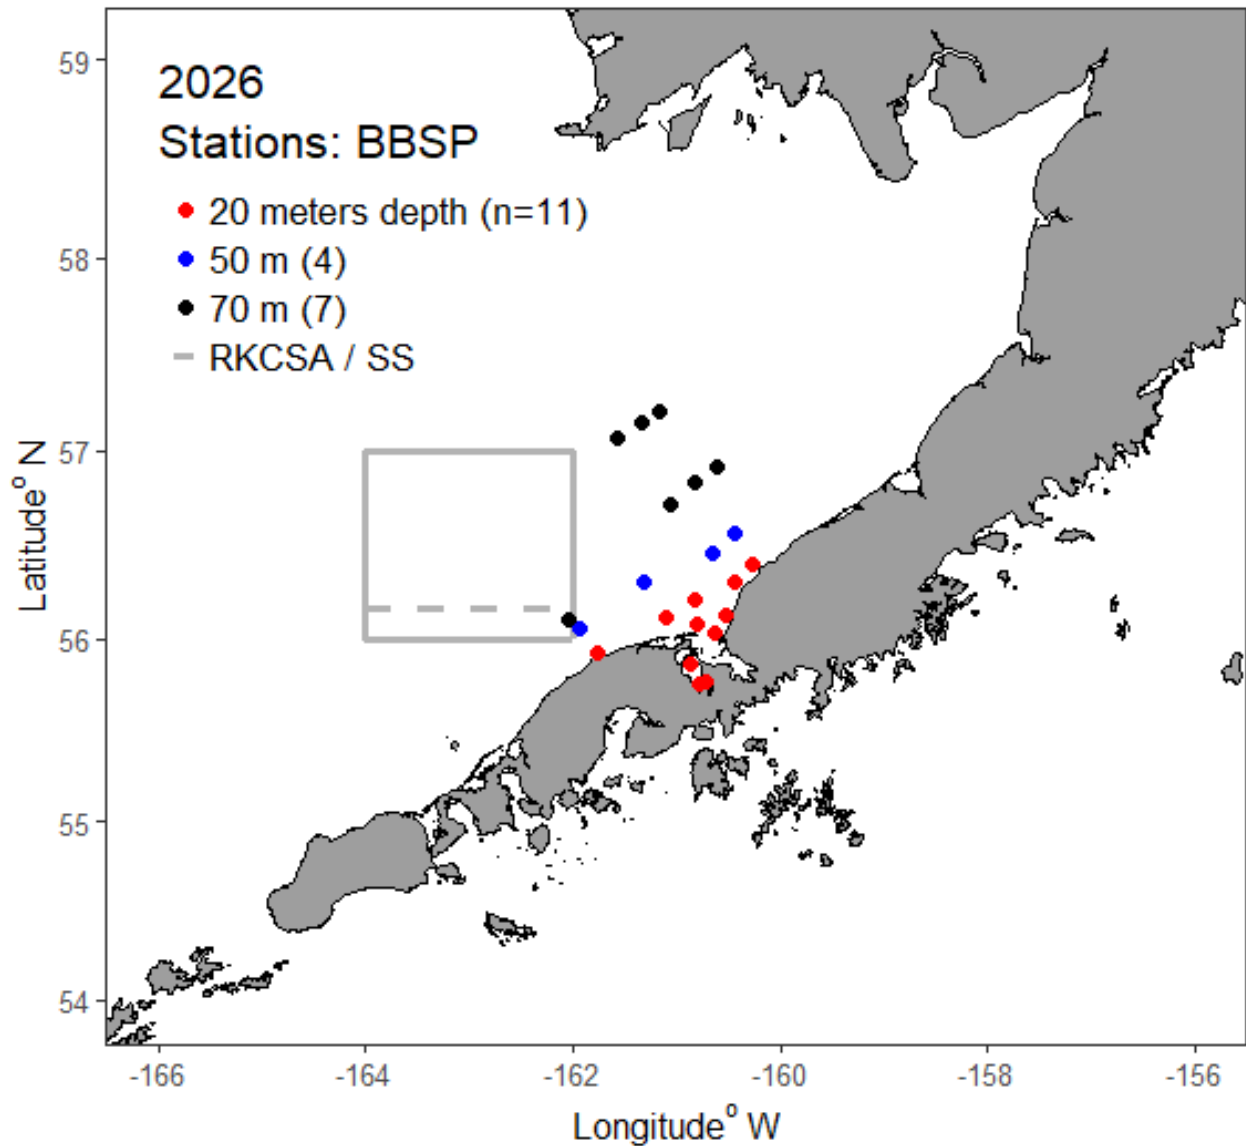 2026
Stations: BBSP
20 meters depth (n=11)
50 m (4)
70 m (7)
RKCSA / SS
59
58
57
56
55
54
Latitude° N
-166
-164
-162
-160
-158
-156
Longitude° W